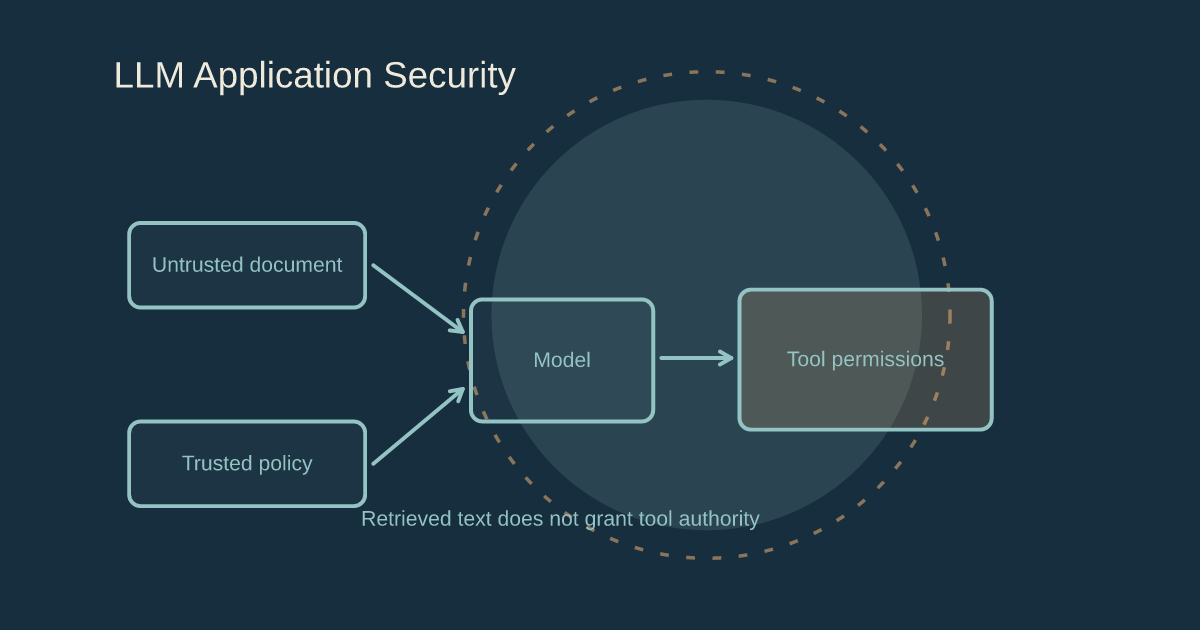 LLM Application Security
Untrusted document
Model
Tool permissions
Trusted policy
Retrieved text does not grant tool authority